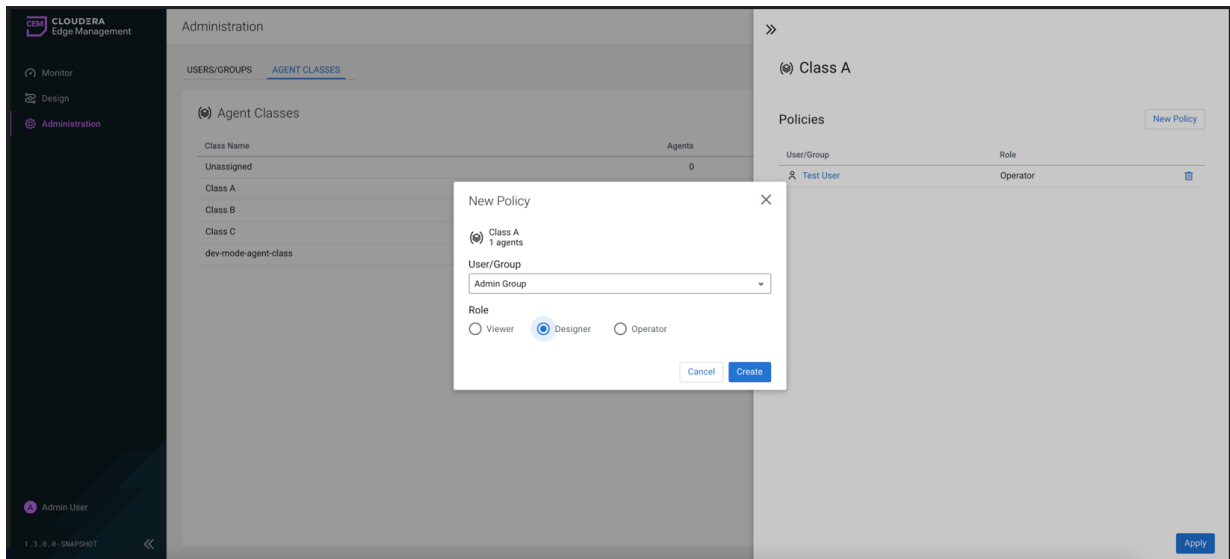 CEM
CLOUDERA
Edge Management
Monitor
Design
Administration
A Admin User
1.3.0.0-SNAPSHOT
Administration
USERS/GROUPS AGENT CLASSES
Agent Classes
Class Name Agents
Unassigned 0
Class A
Class B
Class C
dev-mode-agent-class
New Policy
Class A
1 agents
User/Group
Admin Group
Role
Viewer Designer Operator
Cancel Create
Class A
Policies New Policy
User/Group Role
Test User Operator
Apply